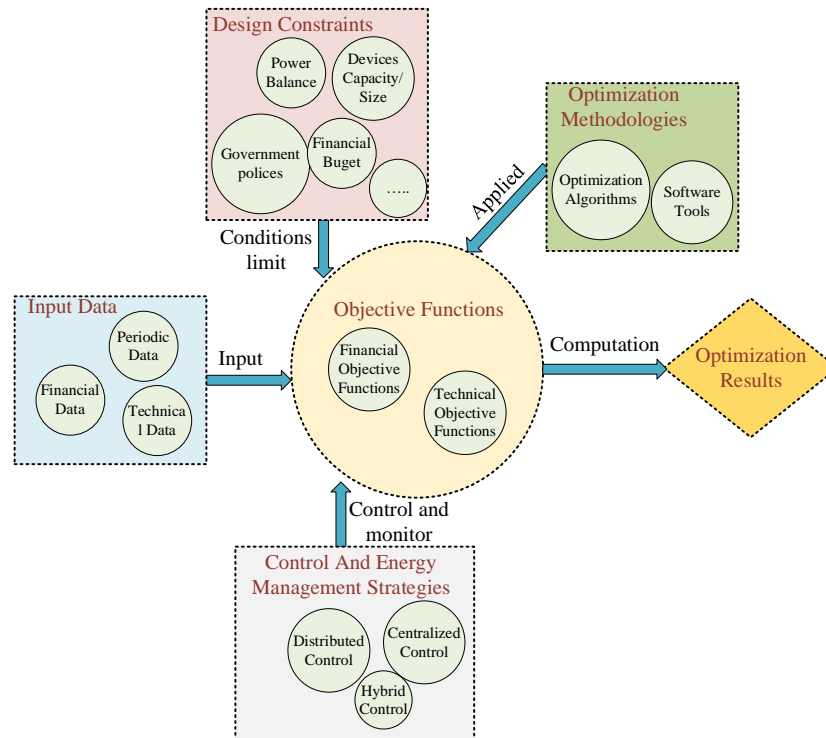 Design Constraints
Power
Balance
Devices
Capacity/
Size
Government
polices
Financial
Buget
…..
Optimization
Methodologies
Optimization
Algorithms
Software
Tools
Conditions
limit
Applied
Input Data
Periodic
Data
Financial
Data
Technica
l Data
Input
Objective Functions
Financial
Objective
Functions
Technical
Objective
Functions
Computation
Optimization
Results
Control and
monitor
Control And Energy
Management Strategies
Distributed
Control
Centralized
Control
Hybrid
Control